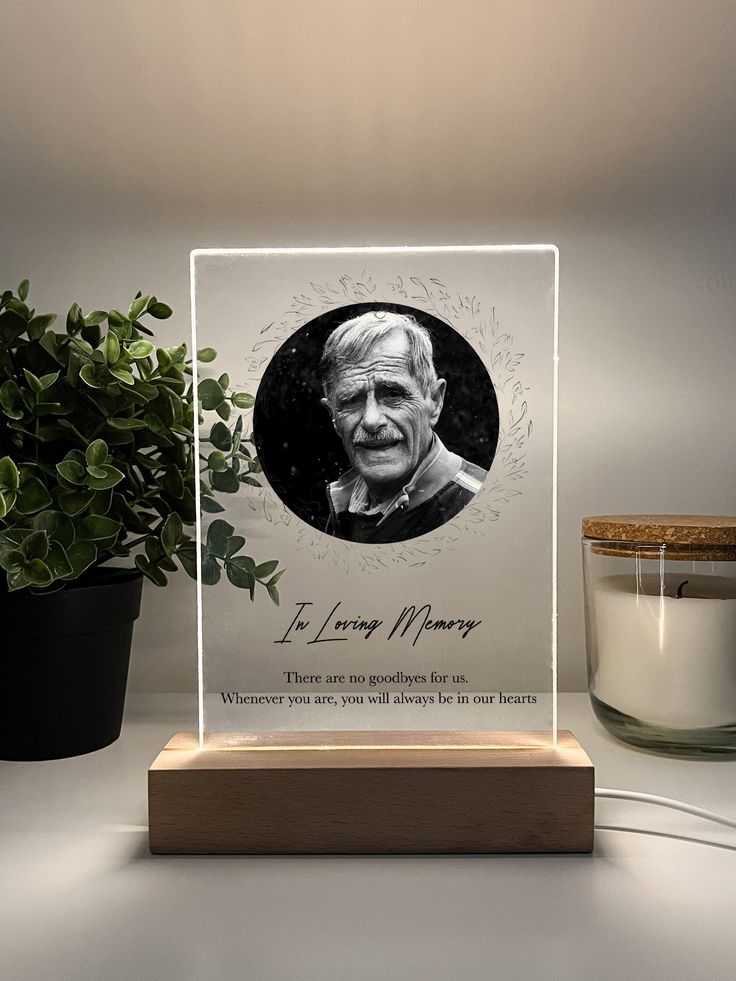 In Loving Memory
There are no goodbyes for us.
Whenever you are, you will always be in our hearts